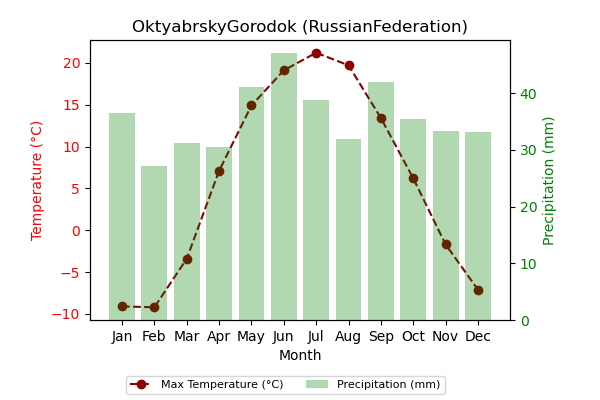 OktyabrskyGorodok (RussianFederation)
Temperature (°C)
20
15
10
5
0
−5
−10
Jan Feb Mar Apr May Jun Jul Aug Sep Oct Nov Dec
Month
40
30
20
10
0
Precipitation (mm)
Max Temperature (°C) Precipitation (mm)